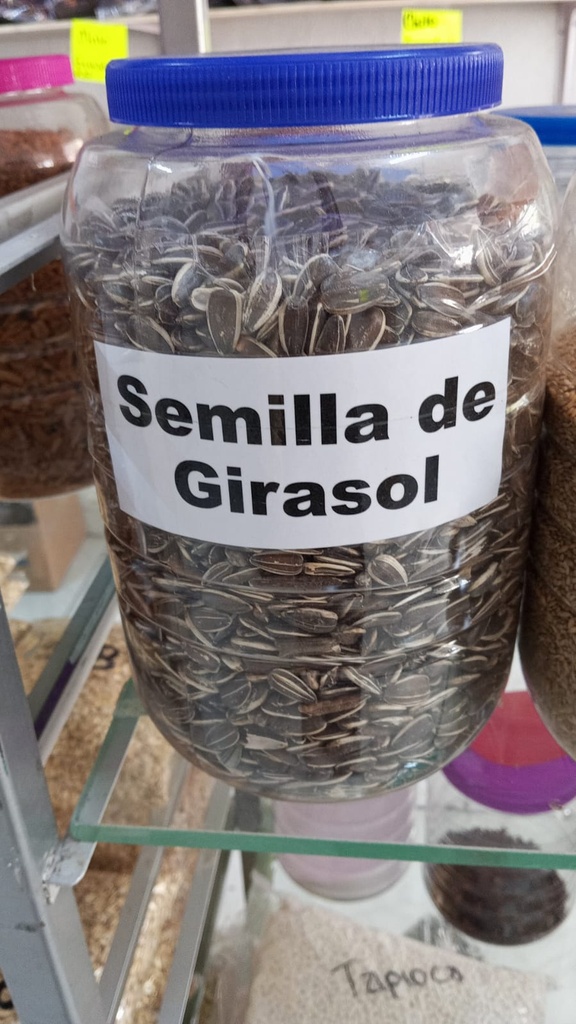 Semilla de
Girasol
Tapioca